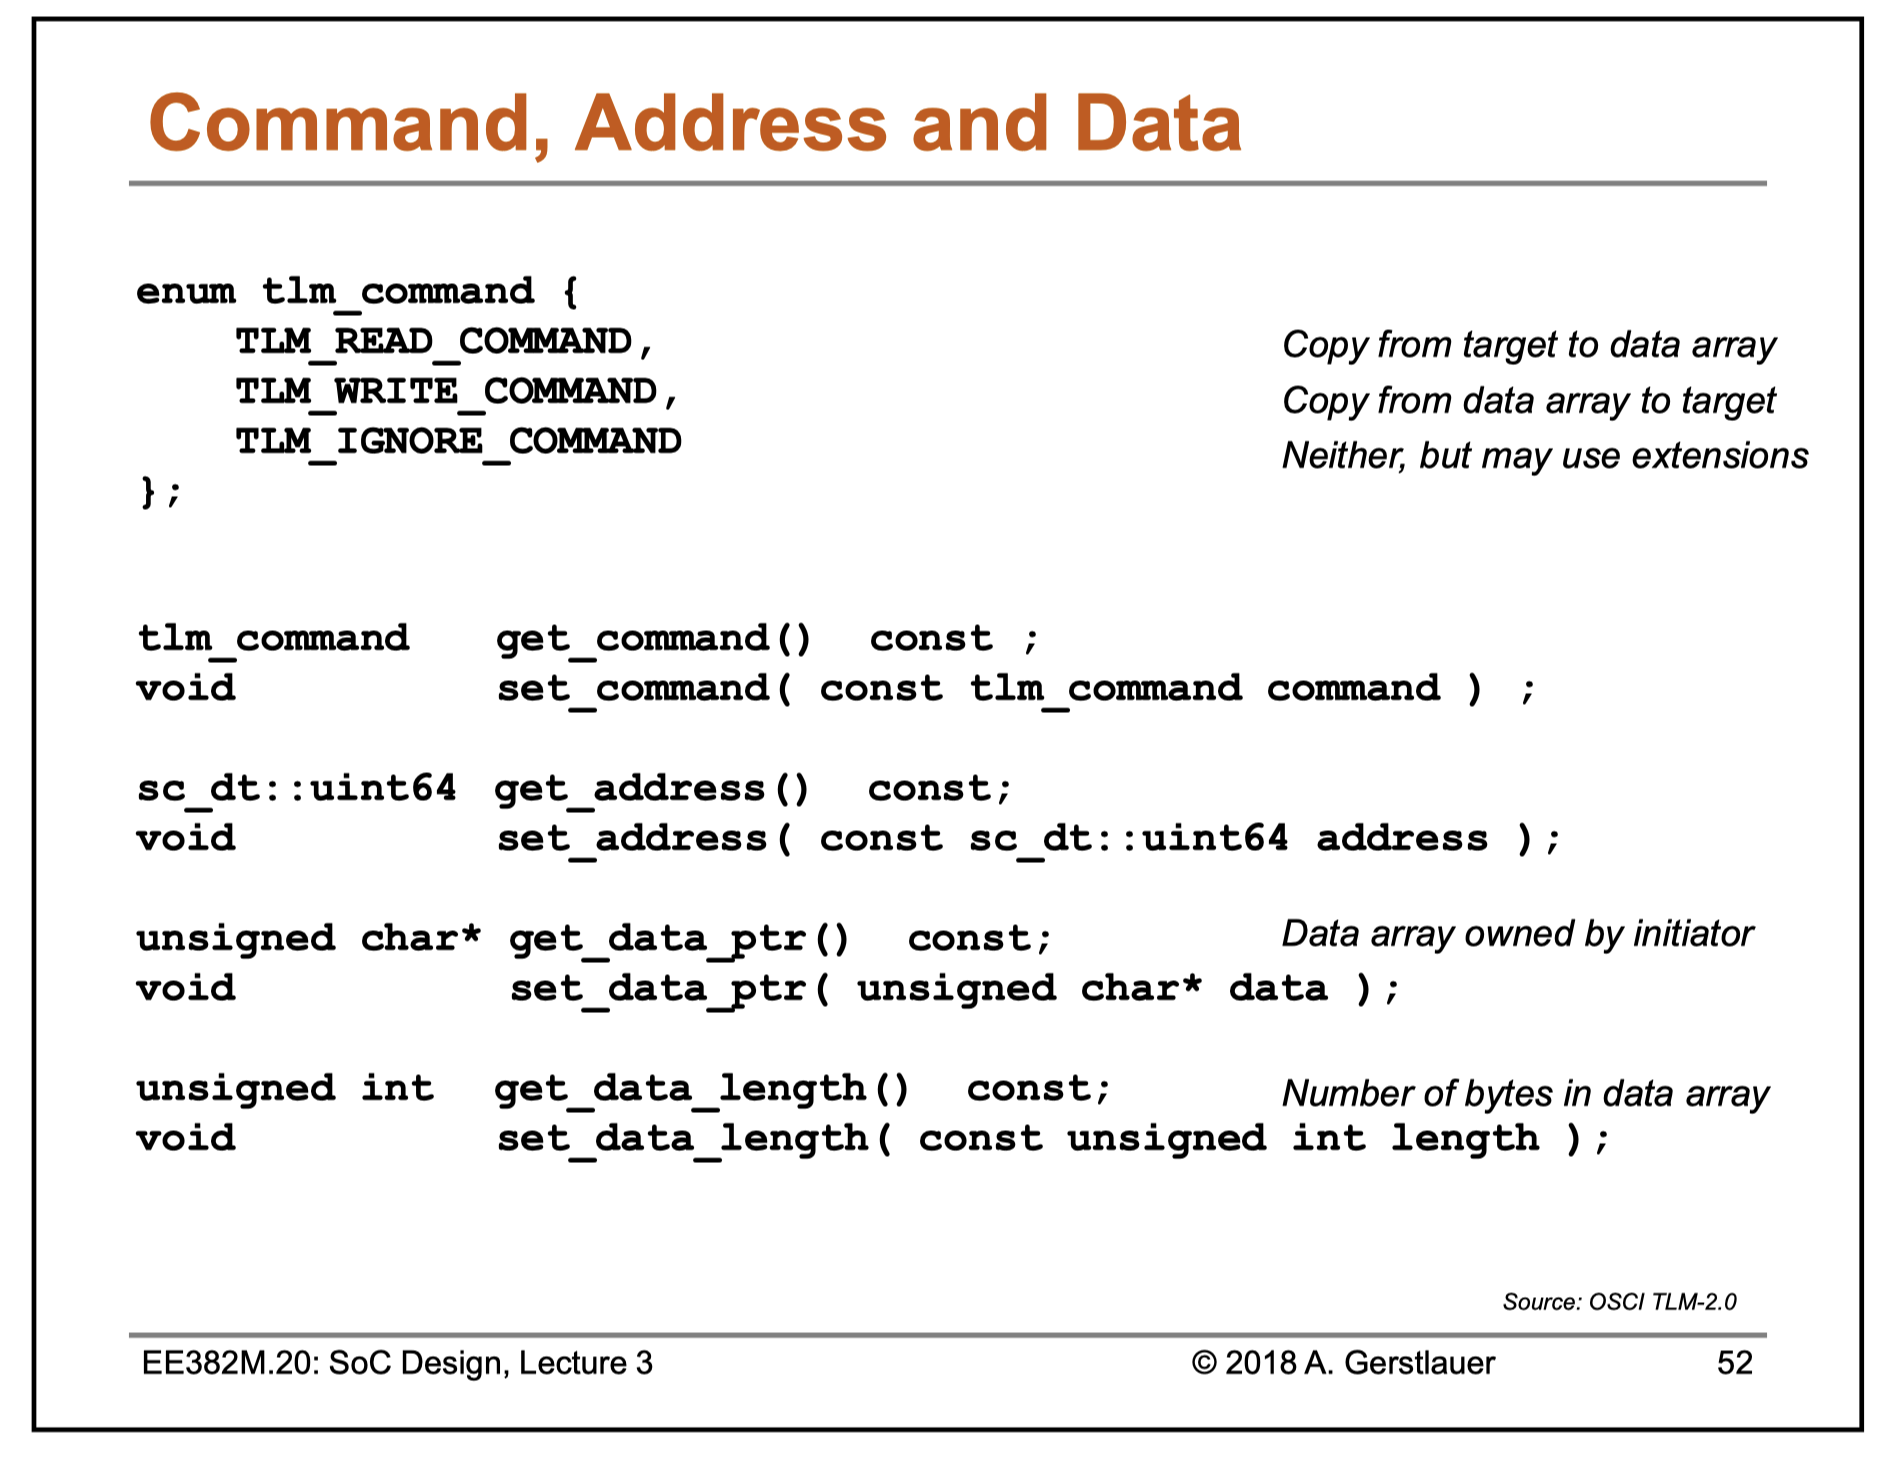 Command, Address and Data
enum tlm_command {
TLM_READ_COMMAND, Copy from target to data array
TLM_WRITE_COMMAND, Copy from data array to target
TLM_IGNORE_COMMAND Neither, but may use extensions
};
tlm_command get_command() const ;
void set_command( const tlm_command command ) ;
sc_dt::uint64 get_address() const;
void set_address( const sc_dt::uint64 address );
unsigned char* get_data_ptr() const; Data array owned by initiator
void set_data_ptr( unsigned char* data );
unsigned int get_data_length() const; Number of bytes in data array
void set_data_length( const unsigned int length );
Source: OSCI TLM-2.0
EE382M.20: SoC Design, Lecture 3 © 2018 A. Gerstlauer 52